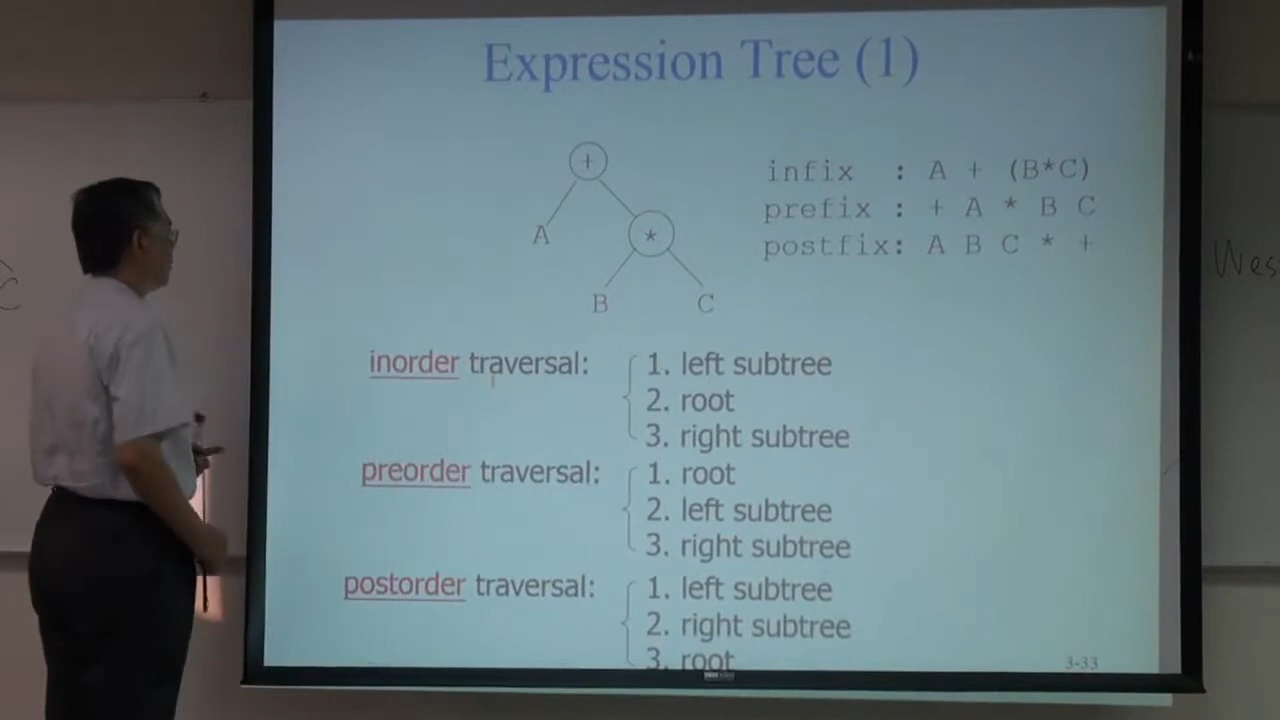 Expression Tree (1)
+
A
*
B C
infix : A + (B*C)
prefix : + A * B C
postfix: A B C * +
inorder traversal:
1. left subtree
2. root
3. right subtree
preorder traversal:
1. root
2. left subtree
3. right subtree
postorder traversal:
1. left subtree
2. right subtree
3. root
3-33
Wes
C